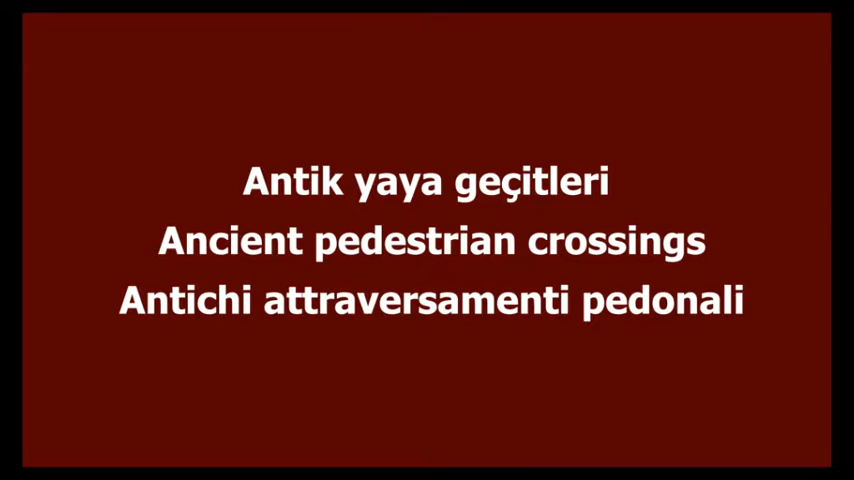 Antik yaya geçitleri
Ancient pedestrian crossings
Antichi attraversamenti pedonali